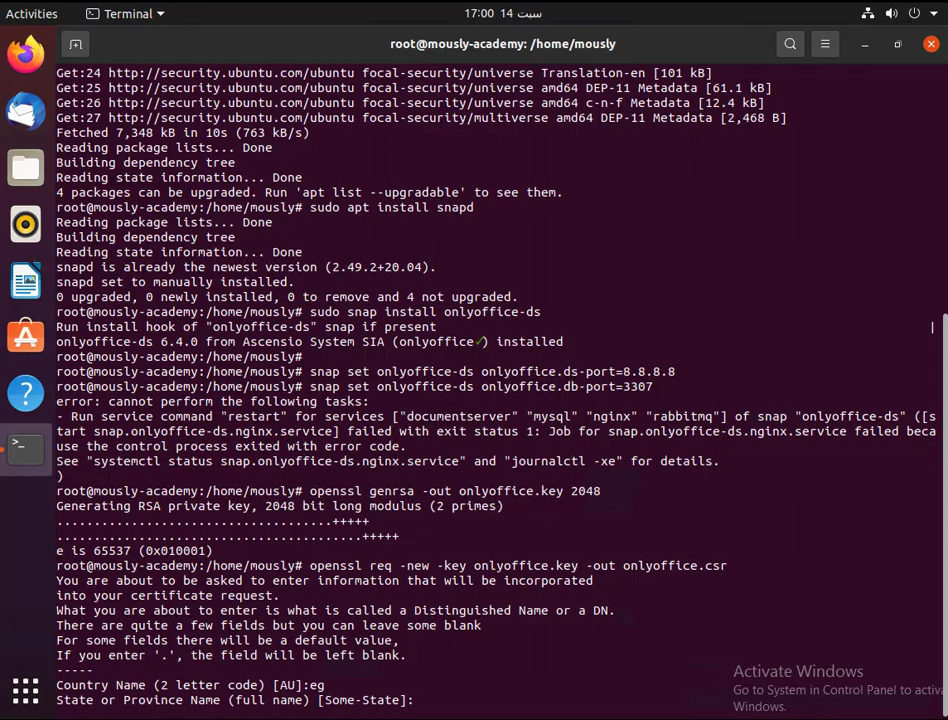 Activities
Terminal
17:00 14 سبت
root@mously-academy: /home/mously
Get:24 http://security.ubuntu.com/ubuntu focal-security/universe Translation-en [101 kB]
Get:25 http://security.ubuntu.com/ubuntu focal-security/universe amd64 DEP-11 Metadata [61.1 kB]
Get:26 http://security.ubuntu.com/ubuntu focal-security/universe amd64 c-n-f Metadata [12.4 kB]
Get:27 http://security.ubuntu.com/ubuntu focal-security/multiverse amd64 DEP-11 Metadata [2,468 B]
Fetched 7,348 kB in 10s (763 kB/s)
Reading package lists... Done
Building dependency tree
Reading state information... Done
4 packages can be upgraded. Run 'apt list --upgradable' to see them.
root@mously-academy:/home/mously# sudo apt install snapd
Reading package lists... Done
Building dependency tree
Reading state information... Done
snapd is already the newest version (2.49.2+20.04).
snapd set to manually installed.
0 upgraded, 0 newly installed, 0 to remove and 4 not upgraded.
root@mously-academy:/home/mously# sudo snap install onlyoffice-ds
Run install hook of "onlyoffice-ds" snap if present |
onlyoffice-ds 6.4.0 from Ascensio System SIA (onlyoffice✓) installed
root@mously-academy:/home/mously#
root@mously-academy:/home/mously# snap set onlyoffice-ds onlyoffice.ds-port=8.8.8.8
root@mously-academy:/home/mously# snap set onlyoffice-ds onlyoffice.db-port=3307
error: cannot perform the following tasks:
- Run service command "restart" for services ["documentserver" "mysql" "nginx" "rabbitmq"] of snap "onlyoffice-ds" ([s
tart snap.onlyoffice-ds.nginx.service] failed with exit status 1: Job for snap.onlyoffice-ds.nginx.service failed beca
use the control process exited with error code.
See "systemctl status snap.onlyoffice-ds.nginx.service" and "journalctl -xe" for details.
)
root@mously-academy:/home/mously# openssl genrsa -out onlyoffice.key 2048
Generating RSA private key, 2048 bit long modulus (2 primes)
.....................................+++++
.........................................+++++
e is 65537 (0x010001)
root@mously-academy:/home/mously# openssl req -new -key onlyoffice.key -out onlyoffice.csr
You are about to be asked to enter information that will be incorporated
into your certificate request.
What you are about to enter is what is called a Distinguished Name or a DN.
There are quite a few fields but you can leave some blank
For some fields there will be a default value,
If you enter '.', the field will be left blank.
-----
Country Name (2 letter code) [AU]:eg
State or Province Name (full name) [Some-State]:
Activate Windows
Go to System in Control Panel to activa
Windows.